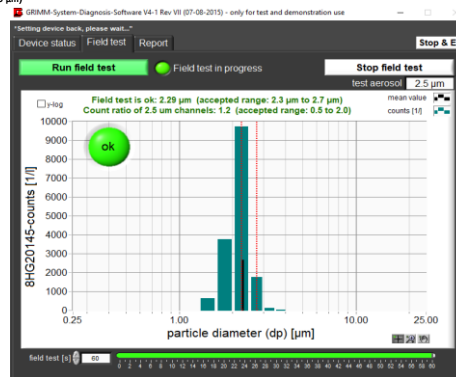 µm)
GRIMM-System-Diagnosis-Software V4-1 Rev VII (07-08-2015) - only for test and demonstration use
"Setting device back, please wait..."
Device status Field test Report Stop & E
Run field test Field test in progress Stop field test
test aerosol 2.5 µm
y-log Field test is ok: 2.29 µm (accepted range: 2.3 µm to 2.7 µm) mean value
Count ratio of 2.5 um channels: 1.2 (accepted range: 0.5 to 2.0) counts [1/l]
ok
8HG20145-counts [1/l]
10000
9000
8000
7000
6000
5000
4000
3000
2000
1000
0
0.25 1.00 10.00 25.00
particle diameter (dp) [µm]
field test [s] 60 0 2 4 6 8 10 12 14 16 18 20 22 24 26 28 30 32 34 36 38 40 42 44 46 48 50 52 54 56 58 60